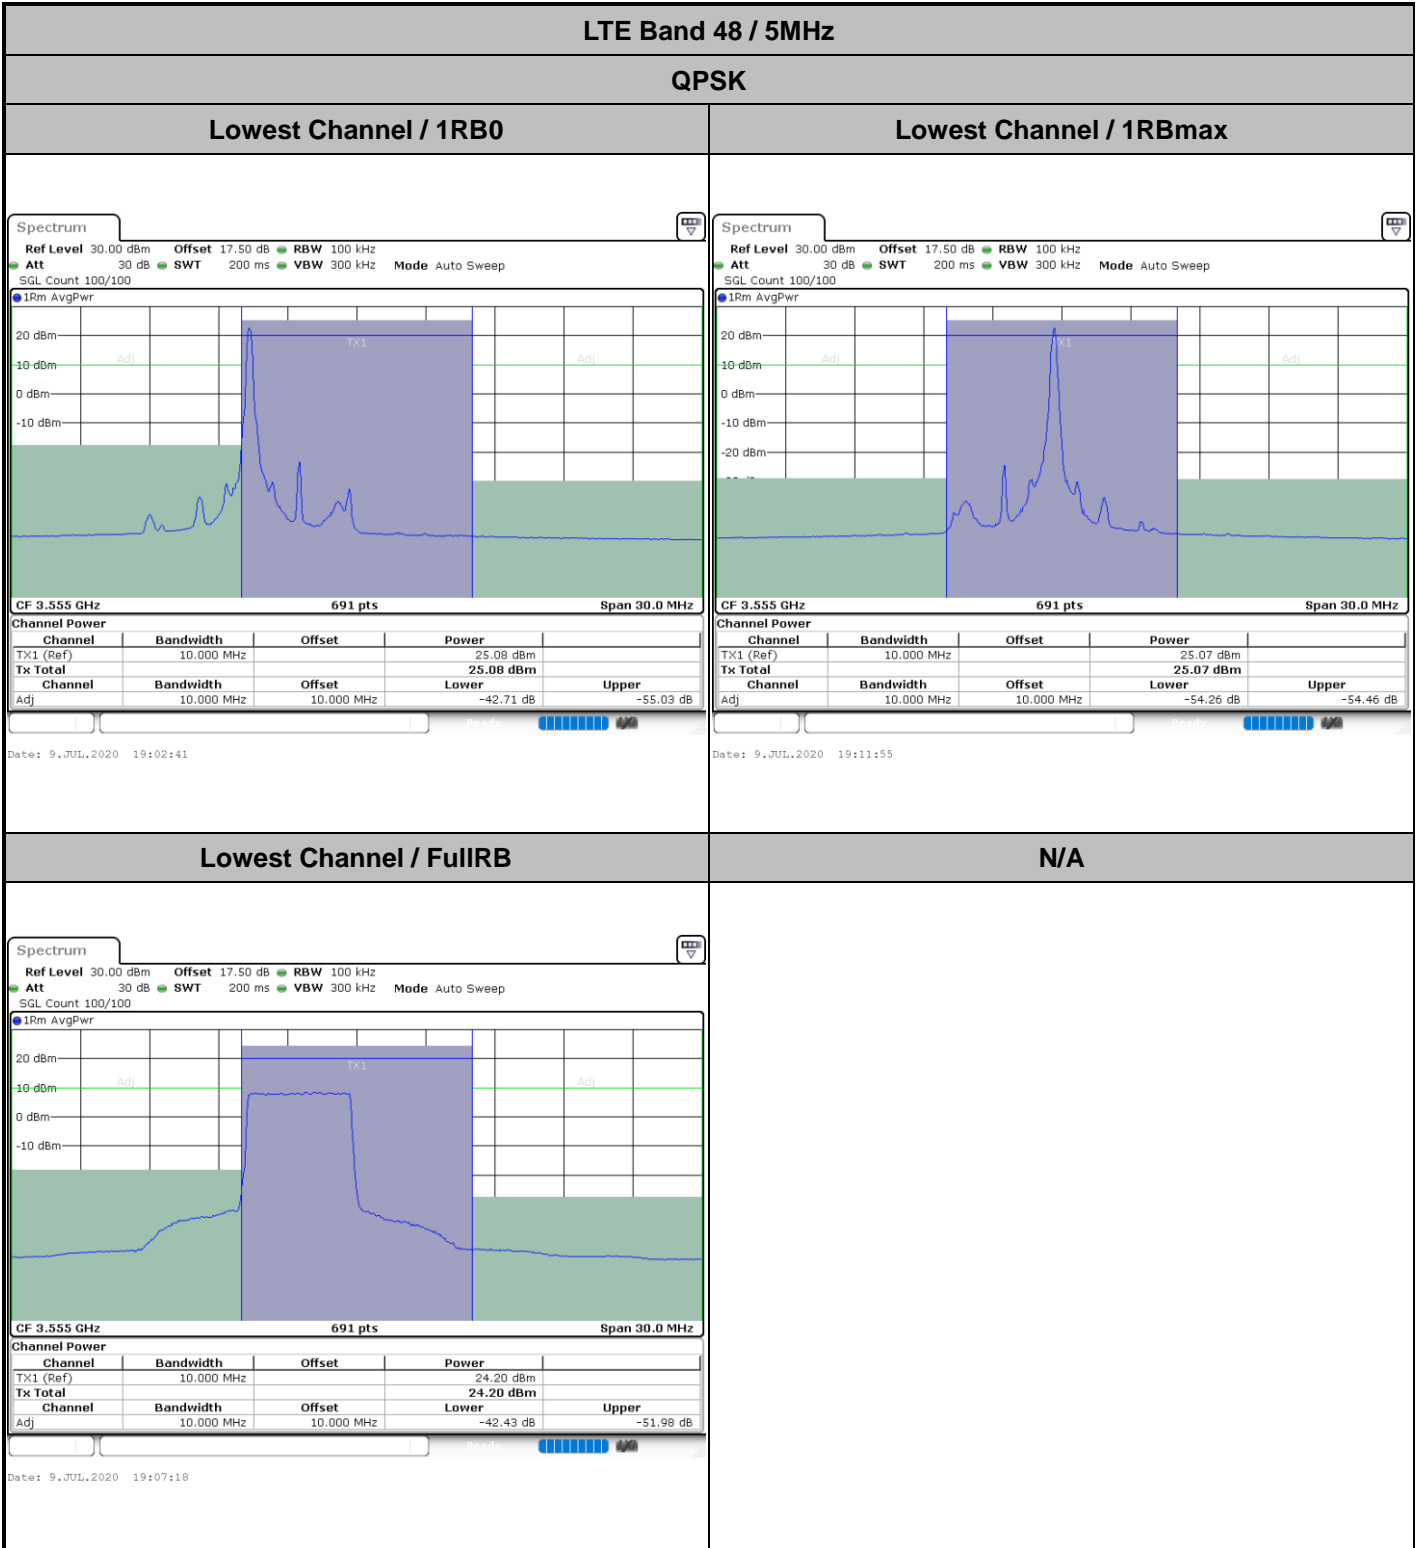 LTE Band 48 / 5MHz
QPSK
Lowest Channel / 1RB0
Lowest Channel / 1RBmax
Spectrum
Ref Level 30.00 dBm Offset 17.50 dB RBW 100 kHz
Att 30 dB SWT 200 ms VBW 300 kHz Mode Auto Sweep
SGL Count 100/100
1Rm AvgPwr
20 dBm
TX1
Adj
Adj
10 dBm
0 dBm
-10 dBm
CF 3.555 GHz 691 pts Span 30.0 MHz
Channel Power
Channel Bandwidth Offset Power
TX1 (Ref) 10.000 MHz 25.08 dBm
Tx Total 25.08 dBm
Channel Bandwidth Offset Lower Upper
Adj 10.000 MHz 10.000 MHz -42.71 dB -55.03 dB
Date: 9.JUL.2020 19:02:41
Spectrum
Ref Level 30.00 dBm Offset 17.50 dB RBW 100 kHz
Att 30 dB SWT 200 ms VBW 300 kHz Mode Auto Sweep
SGL Count 100/100
1Rm AvgPwr
20 dBm
TX1
Adj
Adj
10 dBm
0 dBm
-10 dBm
-20 dBm
CF 3.555 GHz 691 pts Span 30.0 MHz
Channel Power
Channel Bandwidth Offset Power
TX1 (Ref) 10.000 MHz 25.07 dBm
Tx Total 25.07 dBm
Channel Bandwidth Offset Lower Upper
Adj 10.000 MHz 10.000 MHz -54.26 dB -54.46 dB
Ready
Date: 9.JUL.2020 19:11:55
Lowest Channel / FullRB
N/A
Spectrum
Ref Level 30.00 dBm Offset 17.50 dB RBW 100 kHz
Att 30 dB SWT 200 ms VBW 300 kHz Mode Auto Sweep
SGL Count 100/100
1Rm AvgPwr
20 dBm
TX1
Adj
Adj
10 dBm
0 dBm
-10 dBm
CF 3.555 GHz 691 pts Span 30.0 MHz
Channel Power
Channel Bandwidth Offset Power
TX1 (Ref) 10.000 MHz 24.20 dBm
Tx Total 24.20 dBm
Channel Bandwidth Offset Lower Upper
Adj 10.000 MHz 10.000 MHz -42.43 dB -51.98 dB
Ready
Date: 9.JUL.2020 19:07:18